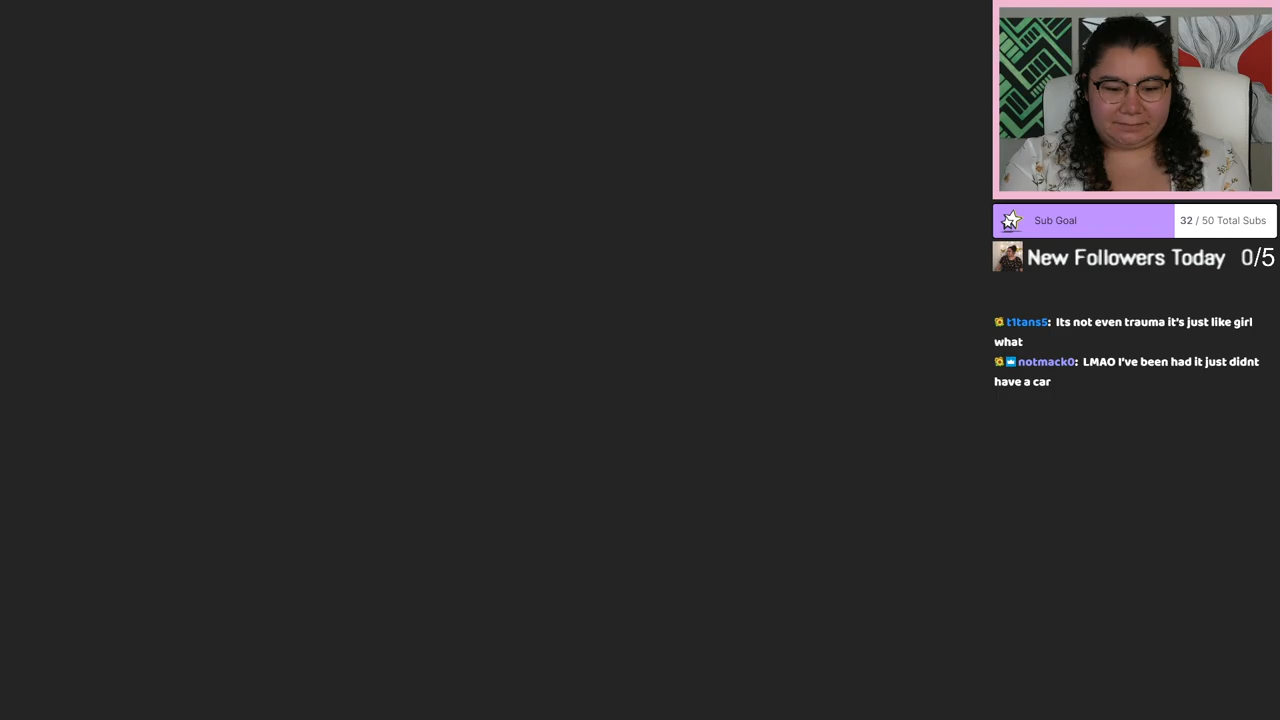 Sub Goal
32 / 50 Total Subs
New Followers Today 0/5
t1tans5: Its not even trauma it's just like girl
what
notmack0: LMAO I've been had it just didnt
have a car